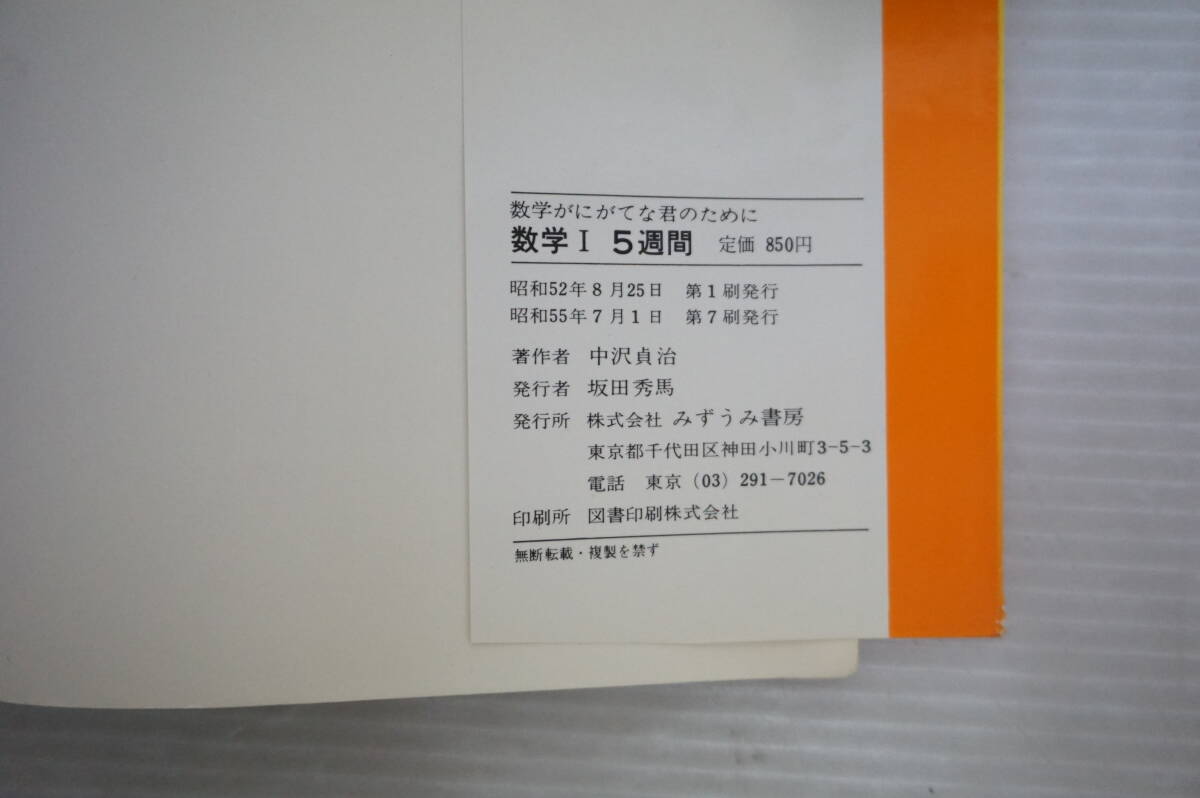 数学がにがてな君のために
数学Ⅰ 5週間 定価 850円
昭和52年8月25日 第1刷発行
昭和55年7月1日 第7刷発行
著作者 中沢貞治
発行者 坂田秀馬
発行所 株式会社 みずうみ書房
東京都千代田区神田小川町3-5-3
電話 東京(03)291-7026
印刷所 図書印刷株式会社
無断転載・複製を禁ず